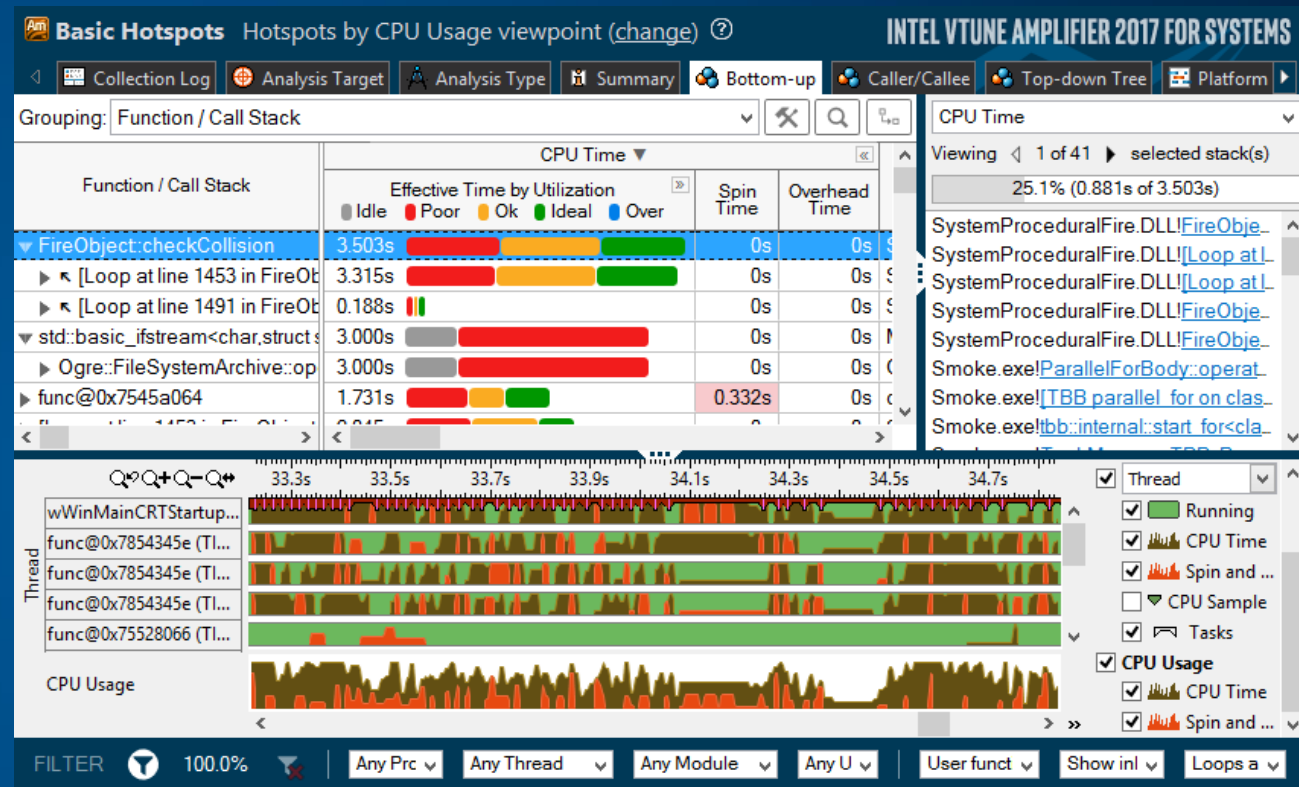 Am Basic Hotspots Hotspots by CPU Usage viewpoint (change) ? INTEL VTUNE AMPLIFIER 2017 FOR SYSTEMS
Collection Log Analysis Target Analysis Type Summary Bottom-up Caller/Callee Top-down Tree Platform
Grouping: Function / Call Stack
CPU Time
Function / Call Stack
CPU Time
Effective Time by Utilization
Idle Poor Ok Ideal Over
Spin Time
Overhead Time
FireObject::checkCollision 3.503s 0s 0s
[Loop at line 1453 in FireOb 3.315s 0s 0s
[Loop at line 1491 in FireOb 0.188s 0s 0s
std::basic_ifstream<char,struct s 3.000s 0s 0s
Ogre::FileSystemArchive::op 3.000s 0s 0s
func@0x7545a064 1.731s 0.332s 0s
Viewing 1 of 41 selected stack(s)
25.1% (0.881s of 3.503s)
SystemProceduralFire.DLL!FireObje...
SystemProceduralFire.DLL![Loop at l...
SystemProceduralFire.DLL![Loop at l...
SystemProceduralFire.DLL!FireObje...
SystemProceduralFire.DLL!FireObje...
Smoke.exe!ParallelForBody::operat...
Smoke.exe![TBB parallel_for on clas...
Smoke.exe!tbb::internal::start_for<cla...
33.3s 33.5s 33.7s 33.9s 34.1s 34.3s 34.5s 34.7s
Thread
wWinMainCRTStartup...
func@0x7854345e (TI...
func@0x7854345e (TI...
func@0x7854345e (TI...
func@0x75528066 (TI...
CPU Usage
Thread
Running
CPU Time
Spin and ...
CPU Sample
Tasks
CPU Usage
CPU Time
Spin and ...
FILTER 100.0% Any Prc Any Thread Any Module Any U User funct Show inl Loops a